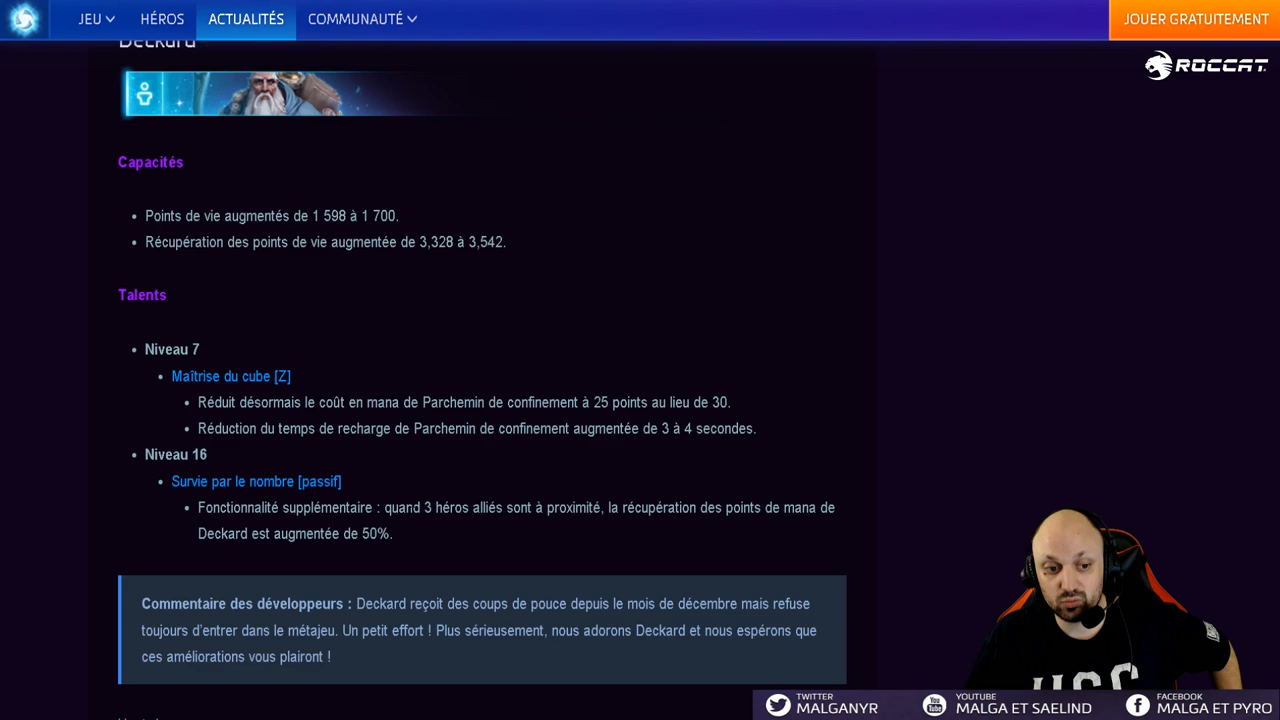 JEU HÉROS ACTUALITÉS COMMUNAUTÉ JOUER GRATUITEMENT
Deckard
ROCCAT
Capacités
• Points de vie augmentés de 1 598 à 1 700.
• Récupération des points de vie augmentée de 3,328 à 3,542.
Talents
• Niveau 7
• Maîtrise du cube [Z]
• Réduit désormais le coût en mana de Parchemin de confinement à 25 points au lieu de 30.
• Réduction du temps de recharge de Parchemin de confinement augmentée de 3 à 4 secondes.
• Niveau 16
• Survie par le nombre [passif]
• Fonctionnalité supplémentaire : quand 3 héros alliés sont à proximité, la récupération des points de mana de
Deckard est augmentée de 50%.
Commentaire des développeurs : Deckard reçoit des coups de pouce depuis le mois de décembre mais refuse
toujours d'entrer dans le métajeu. Un petit effort ! Plus sérieusement, nous adorons Deckard et nous espérons que
ces améliorations vous plairont !
TWITTER
MALGANYR
YOUTUBE
MALGA ET SAELIND
FACEBOOK
MALGA ET PYRO